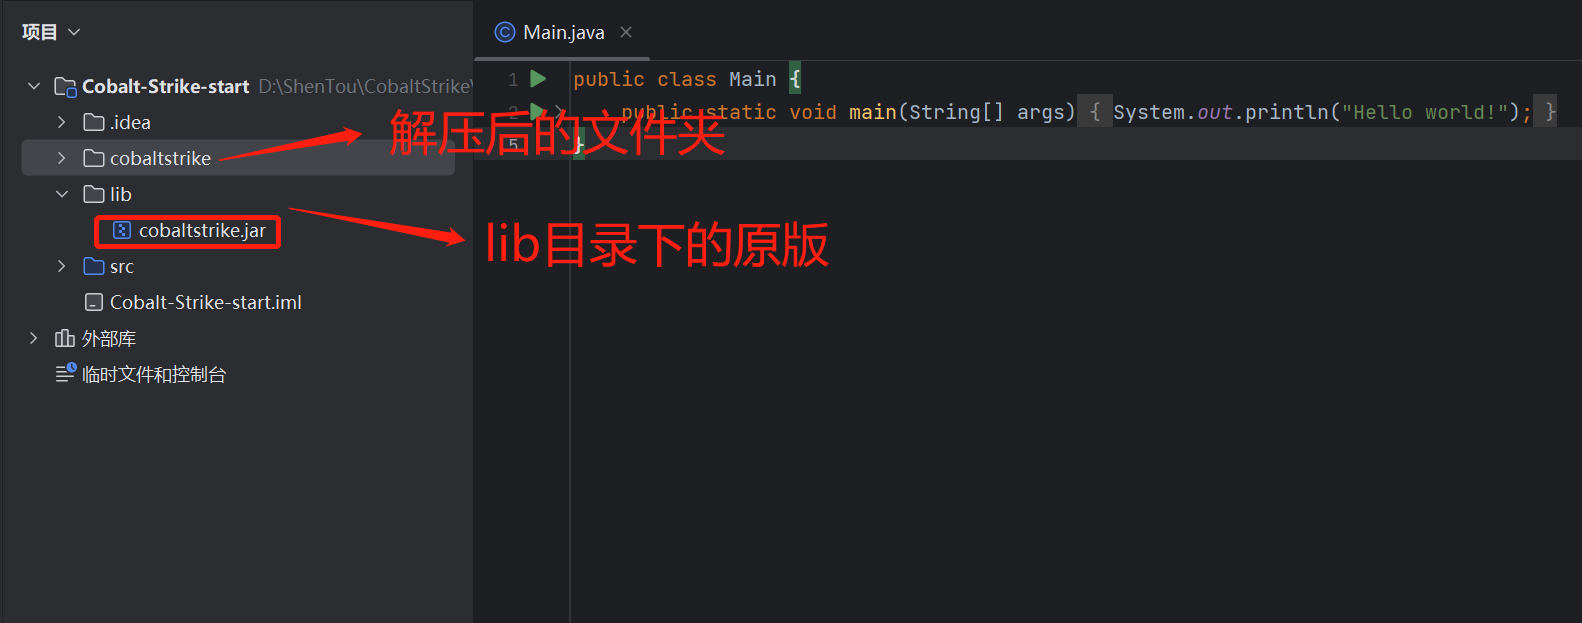 项目
Main.java
Cobalt-Strike-start D:\ShenTou\CobaltStrike\
.idea
cobaltstrike
lib
cobaltstrike.jar
src
Cobalt-Strike-start.iml
外部库
临时文件和控制台
1 public class Main {
2 public static void main(String[] args) { System.out.println("Hello world!"); }
5 }
解压后的文件夹
lib目录下的原版